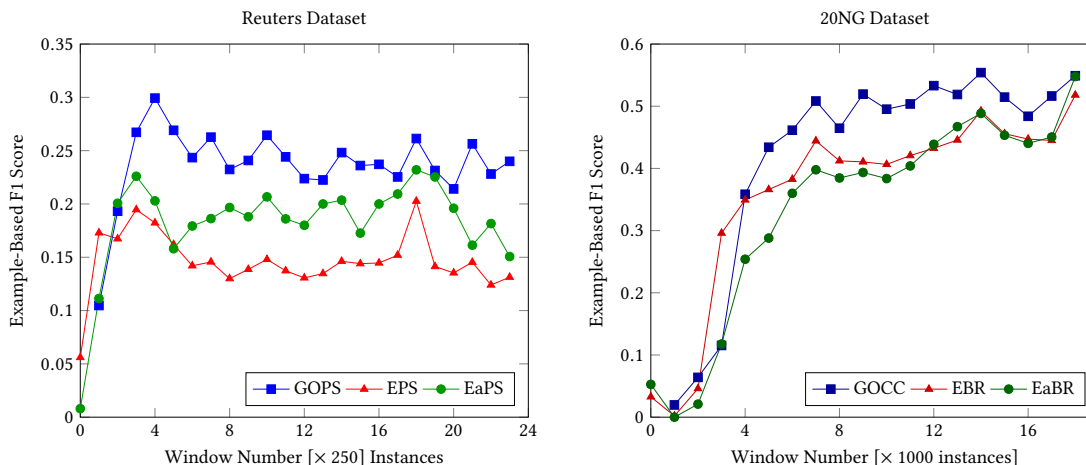 Reuters Dataset
Example-Based F1 Score
0.35
0.3
0.25
0.2
0.15
0.1
0.05
0
GOPS EPS EaPS
0 4 8 12 16 20 24
Window Number [× 250] Instances
20NG Dataset
Example-Based F1 Score
0.6
0.5
0.4
0.3
0.2
0.1
0
GOCC EBR EaBR
0 4 8 12 16
Window Number [× 1000 instances]